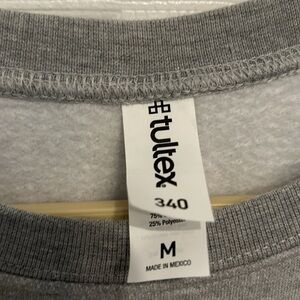 tultex
340
75%
25% Polyester
M
MADE IN MEXICO